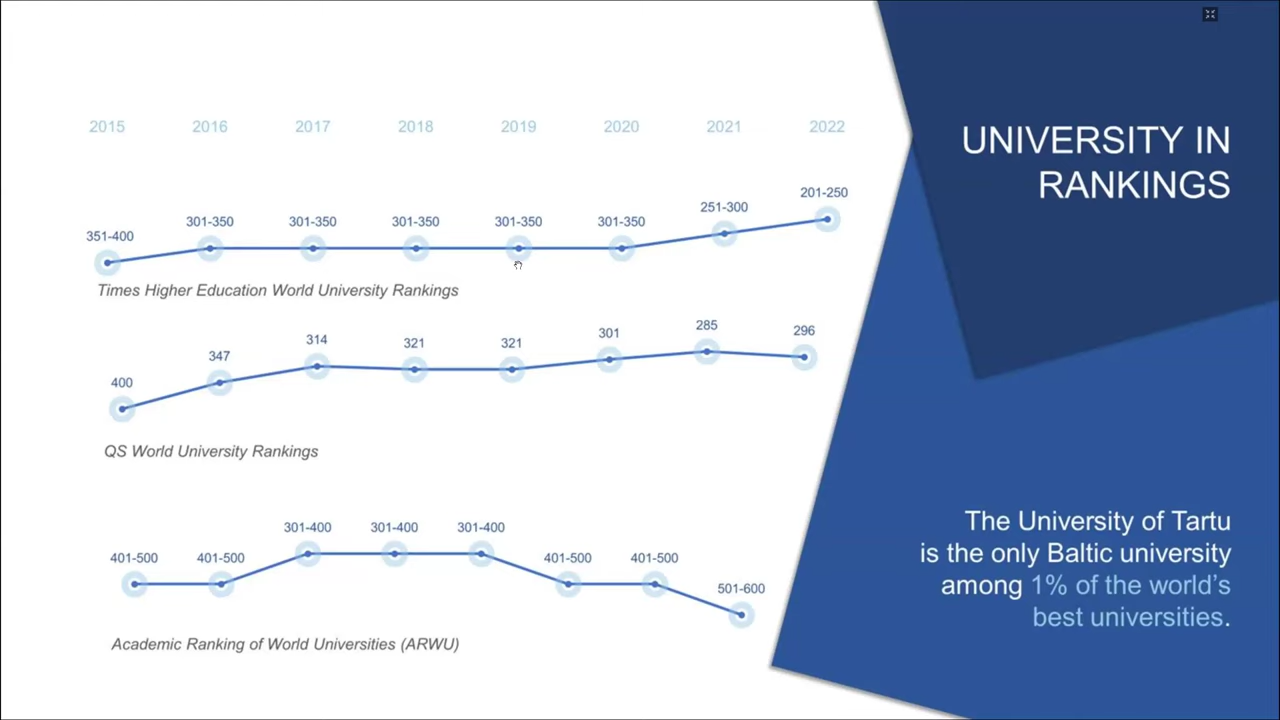 2015 2016 2017 2018 2019 2020 2021 2022
351-400 301-350 301-350 301-350 301-350 301-350 251-300 201-250
Times Higher Education World University Rankings
400 347 314 321 321 301 285 296
QS World University Rankings
401-500 401-500 301-400 301-400 301-400 401-500 401-500 501-600
Academic Ranking of World Universities (ARWU)
UNIVERSITY IN
RANKINGS
The University of Tartu
is the only Baltic university
among 1% of the world’s
best universities.